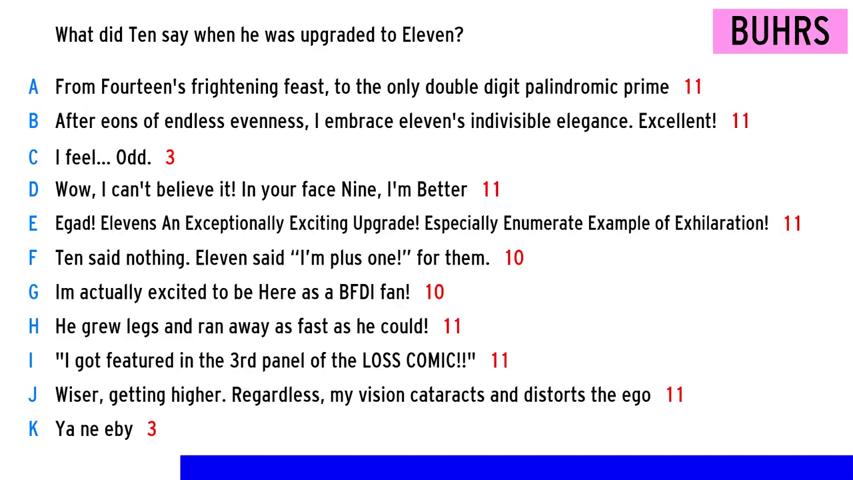 What did Ten say when he was upgraded to Eleven?
BUHRS
A From Fourteen's frightening feast, to the only double digit palindromic prime 11
B After eons of endless evenness, I embrace eleven's indivisible elegance. Excellent! 11
C I feel... Odd. 3
D Wow, I can't believe it! In your face Nine, I'm Better 11
E Egad! Elevens An Exceptionally Exciting Upgrade! Especially Enumerate Example of Exhilaration! 11
F Ten said nothing. Eleven said “I'm plus one!” for them. 10
G Im actually excited to be Here as a BFDI fan! 10
H He grew legs and ran away as fast as he could! 11
I "I got featured in the 3rd panel of the LOSS COMIC!!" 11
J Wiser, getting higher. Regardless, my vision cataracts and distorts the ego 11
K Ya ne eby 3